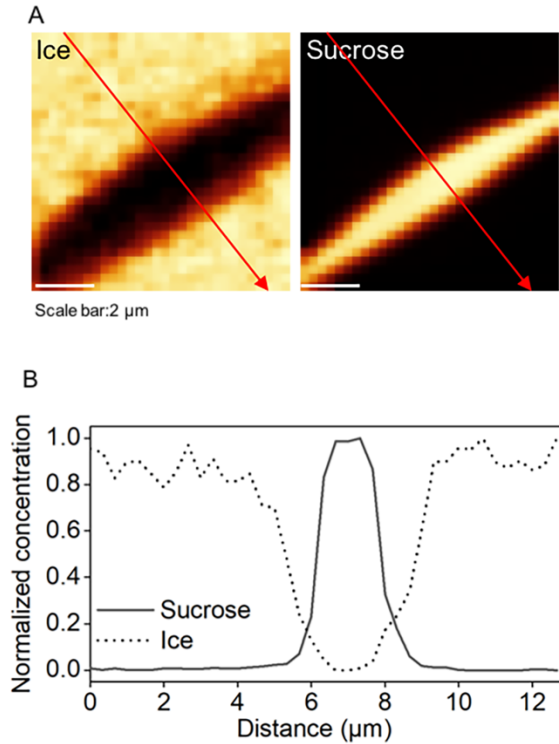 A
Ice
Sucrose
Scale bar:2 µm
B
Normalized concentration
1.0
0.8
0.6
0.4
0.2
0.0
Sucrose
Ice
0 2 4 6 8 10 12
Distance (µm)